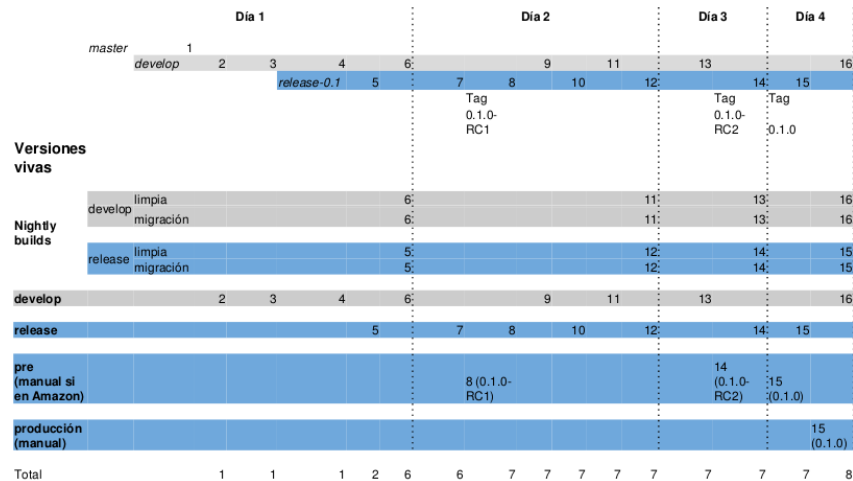 Día 1 Día 2 Día 3 Día 4
master 1
develop 2 3 4 6 9 11 13 16
release-0.1 5 7 8 10 12 14 15
Tag Tag Tag
0.1.0- 0.1.0-
RC1 RC2 0.1.0
Versiones
vivas
limpia 6 11 13 16
develop
migración 6 11 13 16
Nightly
builds
limpia 5 12 14 15
release
migración 5 12 14 15
develop 2 3 4 6 9 11 13 16
release 5 7 8 10 12 14 15
pre 14
(manual si 8 (0.1.0- (0.1.0- 15
en Amazon) RC1) RC2) (0.1.0)
producción 15
(manual) (0.1.0)
Total 1 1 1 2 6 6 7 7 7 7 7 7 7 7 8